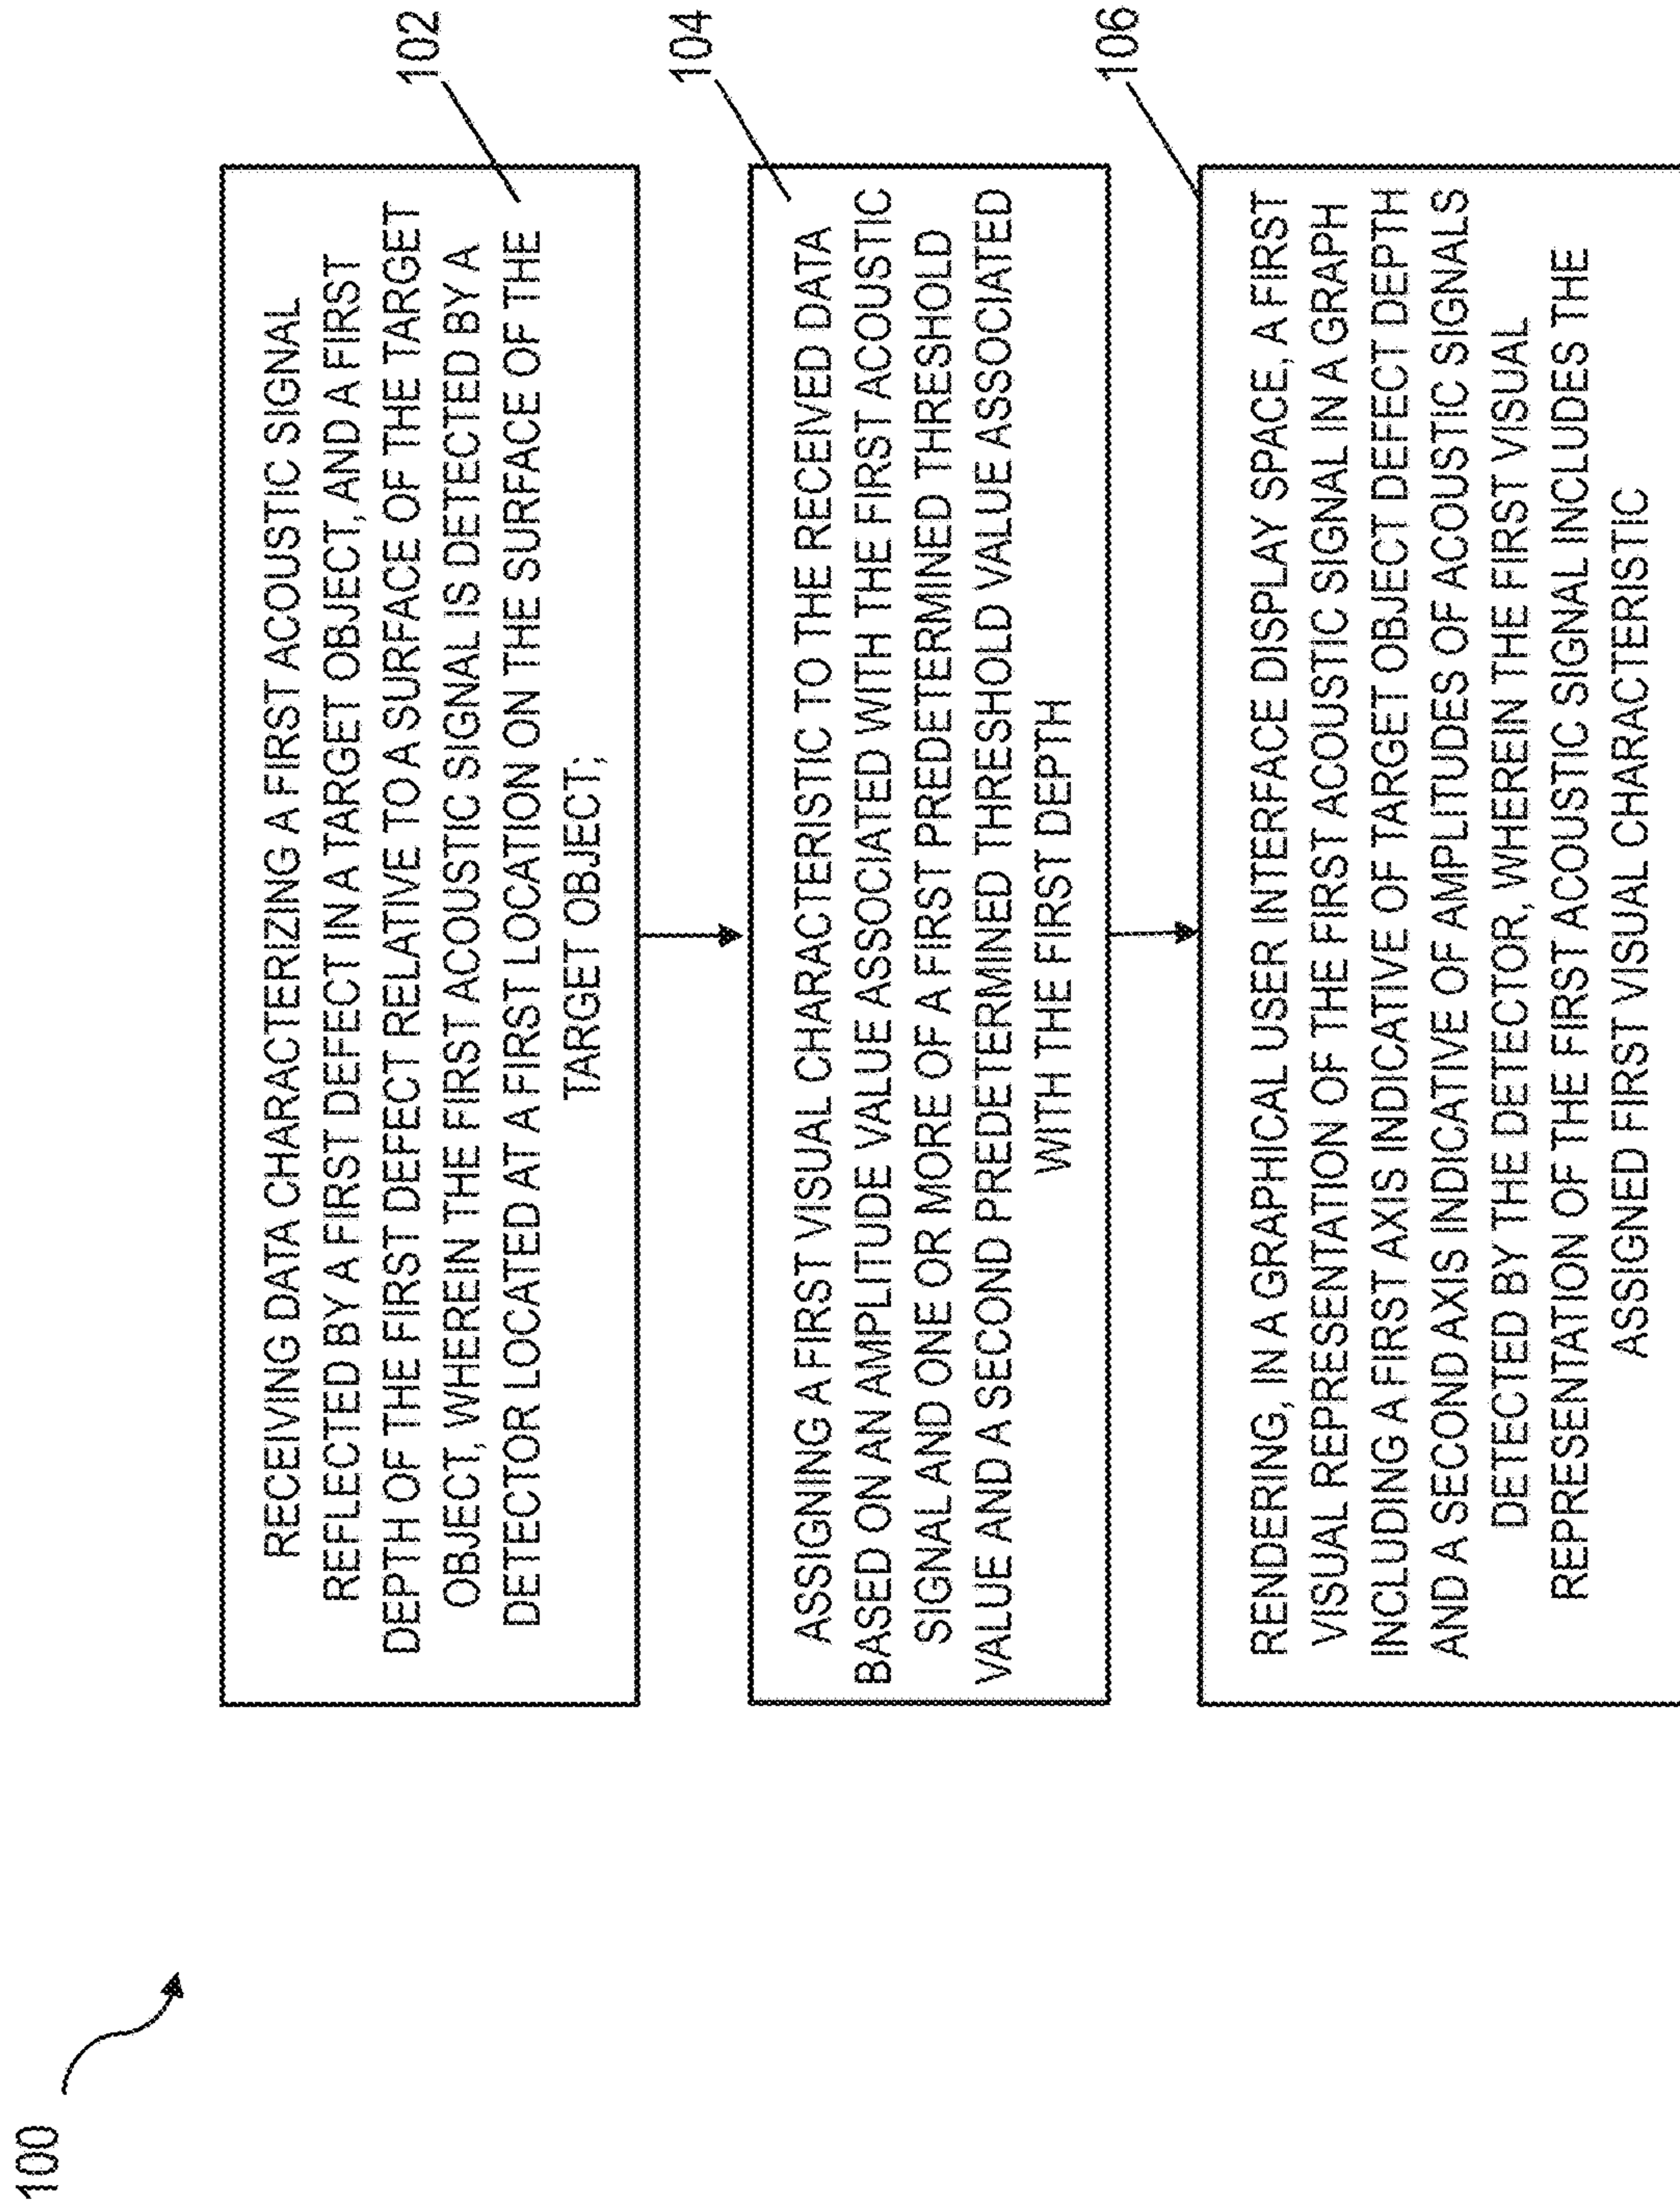 100
102
RECEIVING DATA CHARACTERIZING A FIRST ACOUSTIC SIGNAL
REFLECTED BY A FIRST DEFECT IN A TARGET OBJECT, AND A FIRST
DEPTH OF THE FIRST DEFECT RELATIVE TO A SURFACE OF THE TARGET
OBJECT, WHEREIN THE FIRST ACOUSTIC SIGNAL IS DETECTED BY A
DETECTOR LOCATED AT A FIRST LOCATION ON THE SURFACE OF THE
TARGET OBJECT;
104
ASSIGNING A FIRST VISUAL CHARACTERISTIC TO THE RECEIVED DATA
BASED ON AN AMPLITUDE VALUE ASSOCIATED WITH THE FIRST ACOUSTIC
SIGNAL AND ONE OR MORE OF A FIRST PREDETERMINED THRESHOLD
VALUE AND A SECOND PREDETERMINED THRESHOLD VALUE ASSOCIATED
WITH THE FIRST DEPTH
106
RENDERING, IN A GRAPHICAL USER INTERFACE DISPLAY SPACE, A FIRST
VISUAL REPRESENTATION OF THE FIRST ACOUSTIC SIGNAL IN A GRAPH
INCLUDING A FIRST AXIS INDICATIVE OF TARGET OBJECT DEFECT DEPTH
AND A SECOND AXIS INDICATIVE OF AMPLITUDES OF ACOUSTIC SIGNALS
DETECTED BY THE DETECTOR, WHEREIN THE FIRST VISUAL
REPRESENTATION OF THE FIRST ACOUSTIC SIGNAL INCLUDES THE
ASSIGNED FIRST VISUAL CHARACTERISTIC